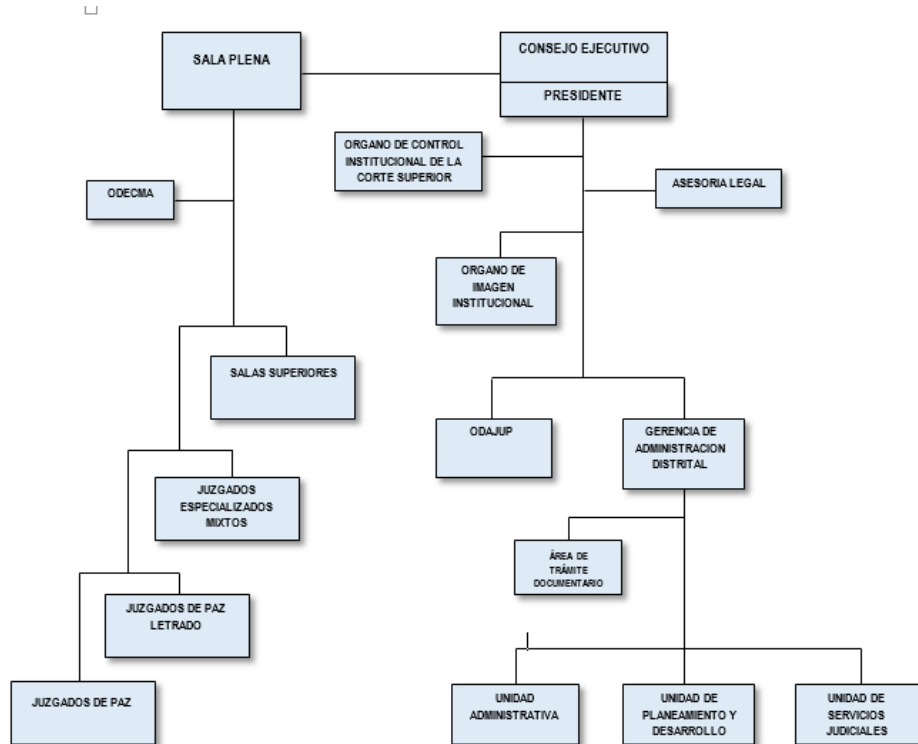 SALA PLENA
CONSEJO EJECUTIVO
PRESIDENTE
ORGANO DE CONTROL
INSTITUCIONAL DE LA
CORTE SUPERIOR
ODECMA
ASESORIA LEGAL
ORGANO DE
IMAGEN
INSTITUCIONAL
SALAS SUPERIORES
ODAJUP
GERENCIA DE
ADMINISTRACION
DISTRITAL
JUZGADOS
ESPECIALIZADOS
MIXTOS
ÁREA DE
TRÁMITE
DOCUMENTARIO
JUZGADOS DE PAZ
LETRADO
JUZGADOS DE PAZ
UNIDAD
ADMINISTRATIVA
UNIDAD DE
PLANEAMIENTO Y
DESARROLLO
UNIDAD DE
SERVICIOS
JUDICIALES